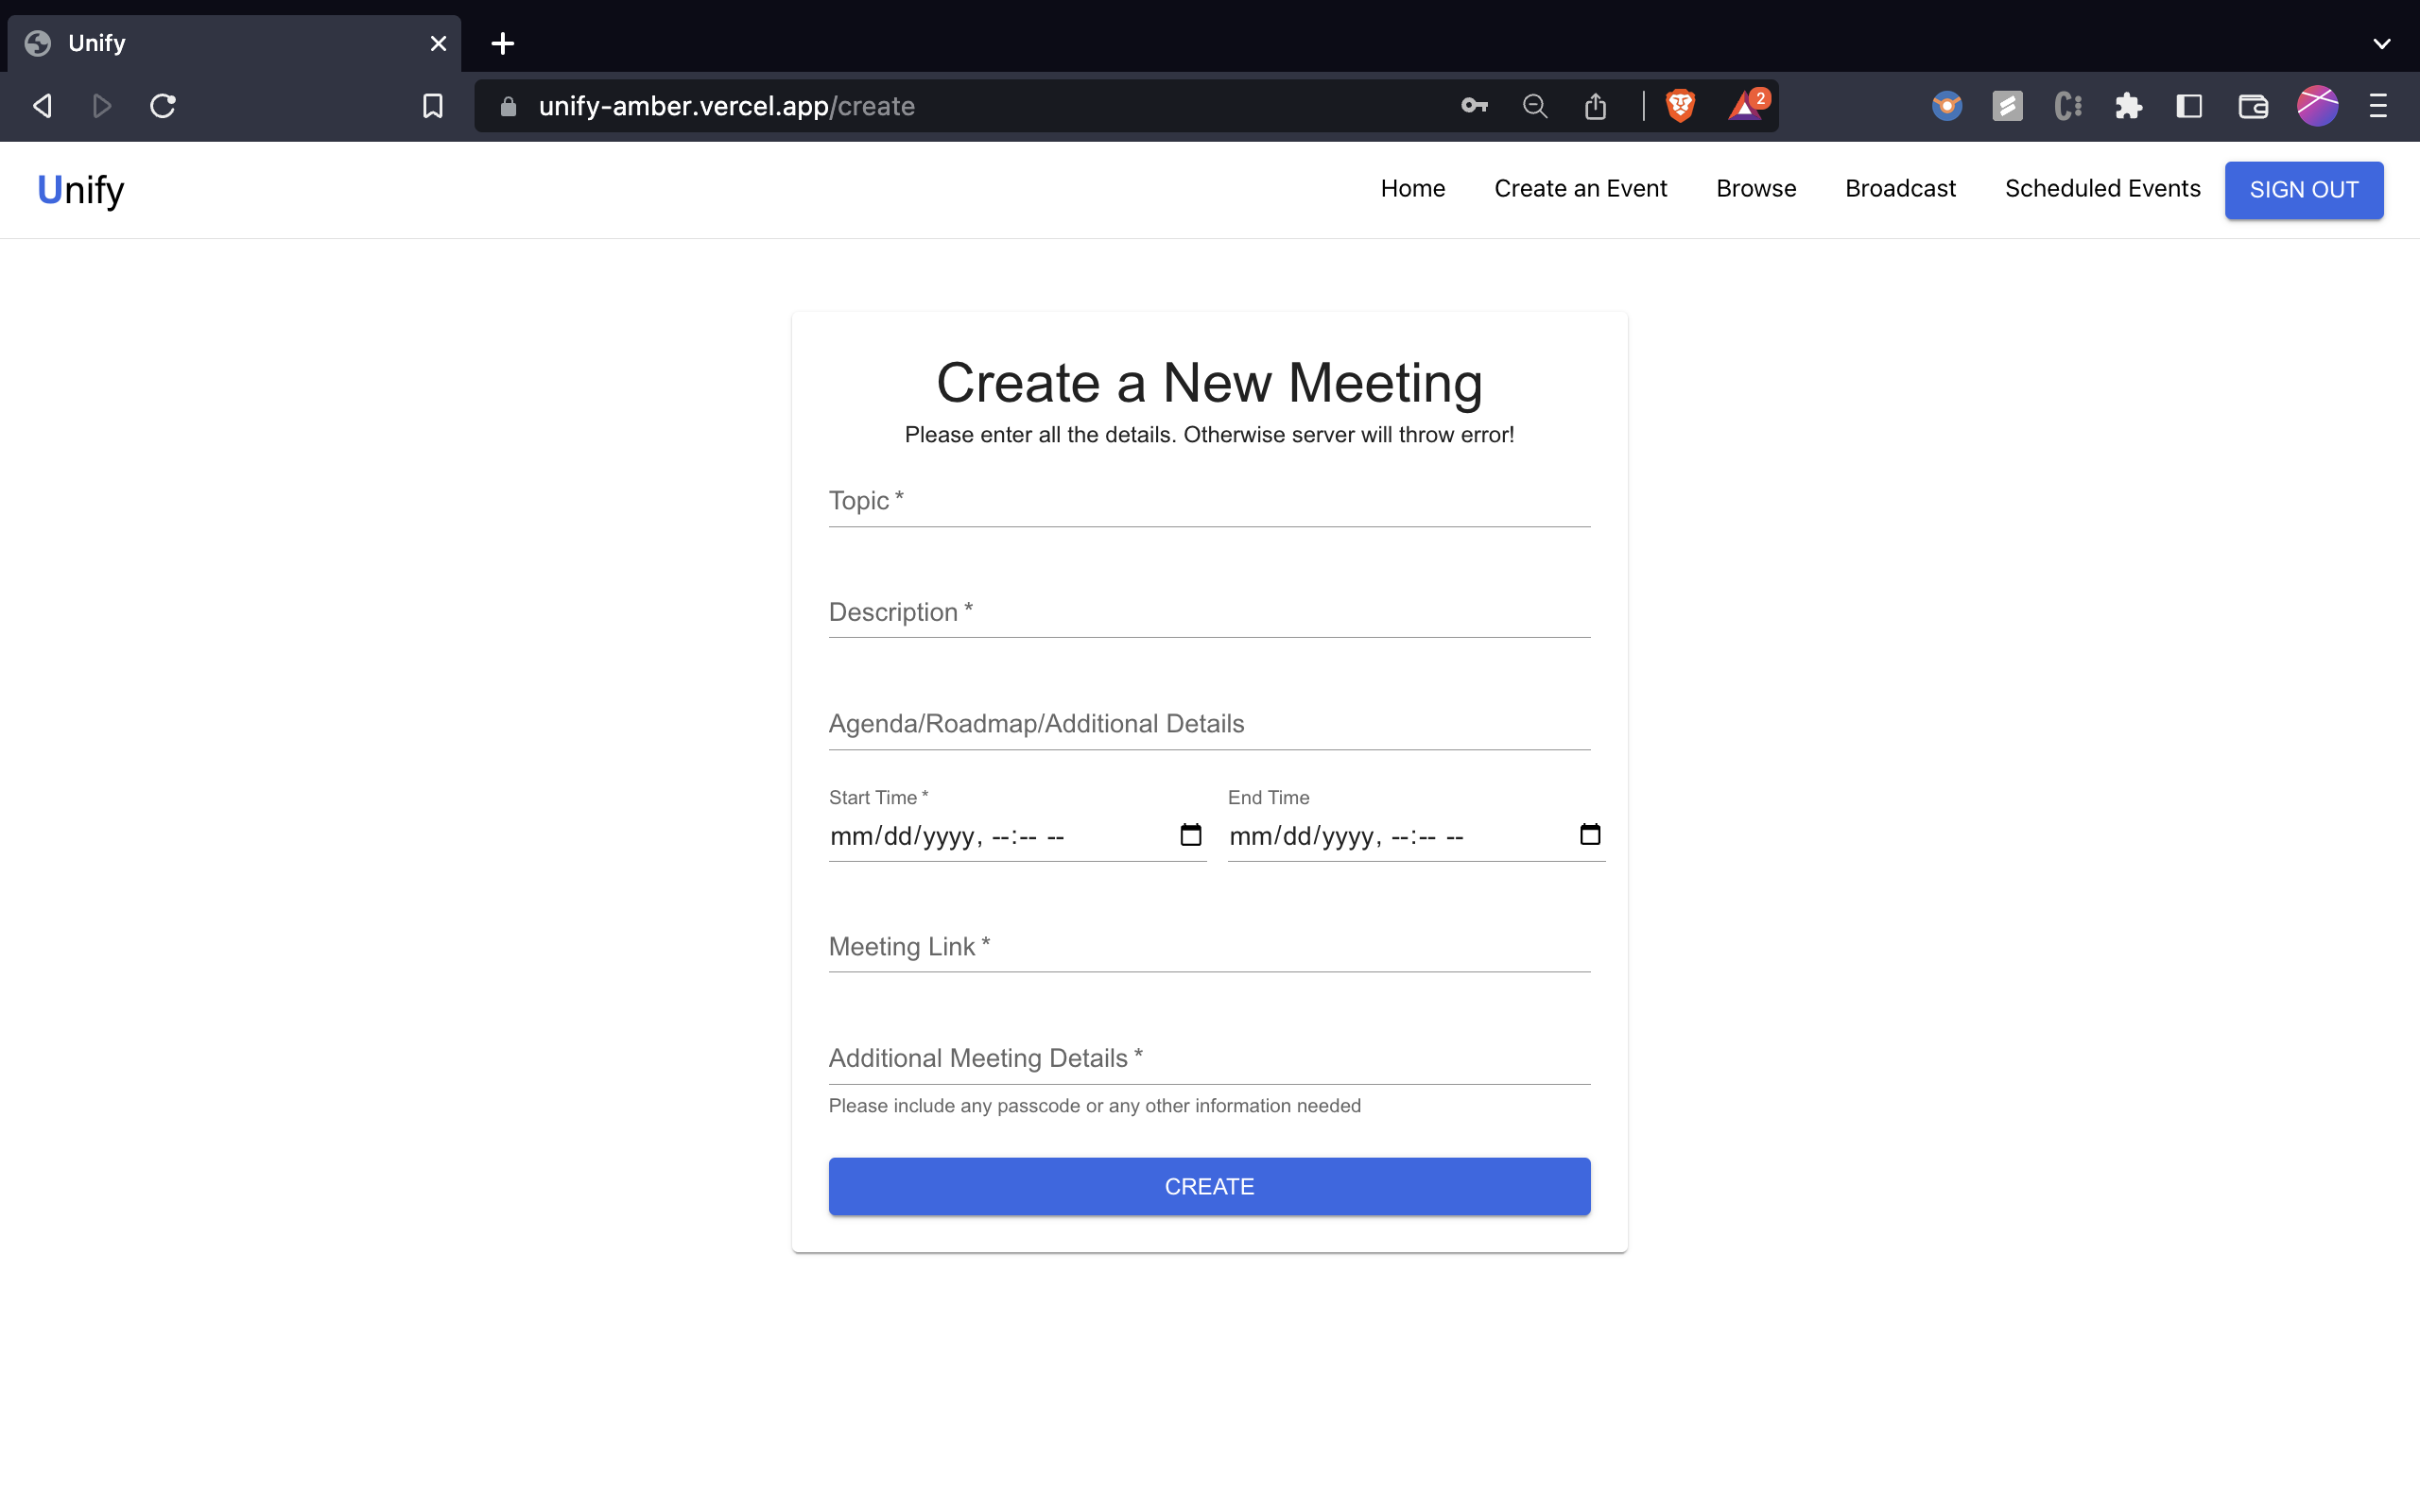 Unify
unify-amber.vercel.app/create
2
Unify
Home Create an Event Browse Broadcast Scheduled Events SIGN OUT
Create a New Meeting
Please enter all the details. Otherwise server will throw error!
Topic *
Description *
Agenda/Roadmap/Additional Details
Start Time * End Time
mm/dd/yyyy, --:-- -- mm/dd/yyyy, --:-- --
Meeting Link *
Additional Meeting Details *
Please include any passcode or any other information needed
CREATE